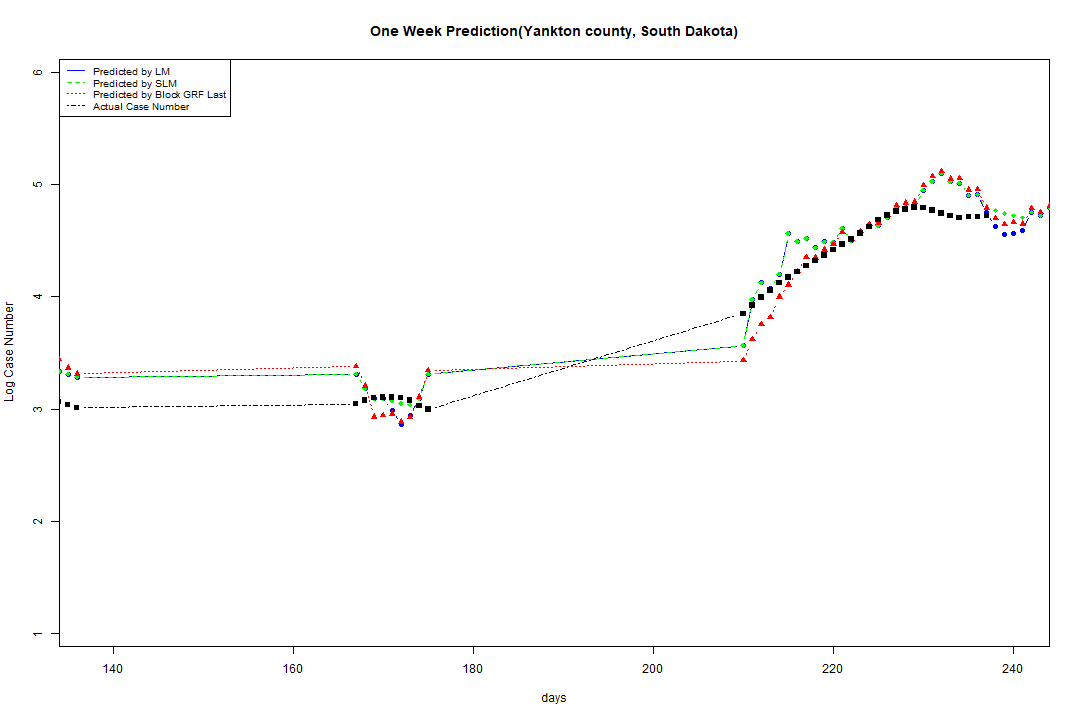 One Week Prediction(Yankton county, South Dakota)
6
Predicted by LM
Predicted by SLM
Predicted by Block GRF Last
Actual Case Number
5
4
Log Case Number
3
2
1
140 160 180 200 220 240
days